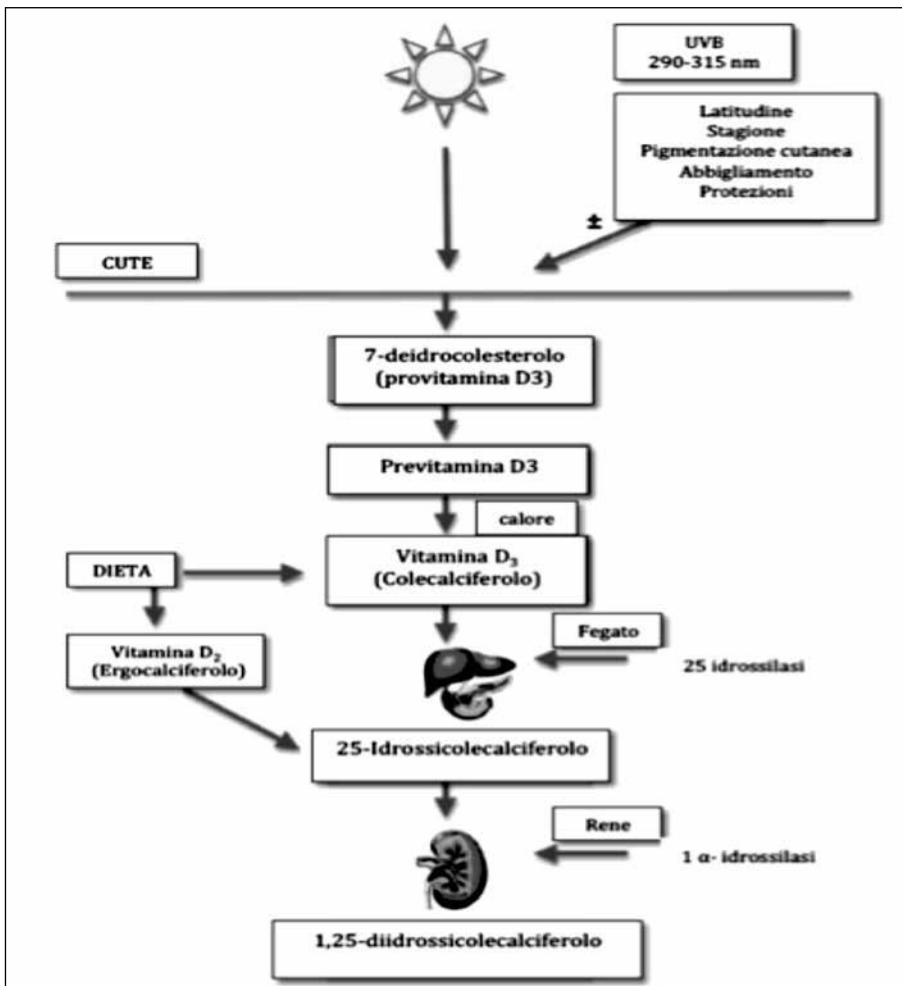 UVB
290-315 nm
Latitudine
Stagione
Pigmentazione cutanea
Abbigliamento
Protezioni
±
CUTE
7-deidrocolesterolo
(provitamina D3)
Previtamina D3
calore
Vitamina D₃
(Colecalciferolo)
DIETA
Vitamina D₂
(Ergocalciferolo)
Fegato
25 idrossilasi
25-Idrossicolecalciferolo
Rene
1 α- idrossilasi
1,25-diidrossicolecalciferolo